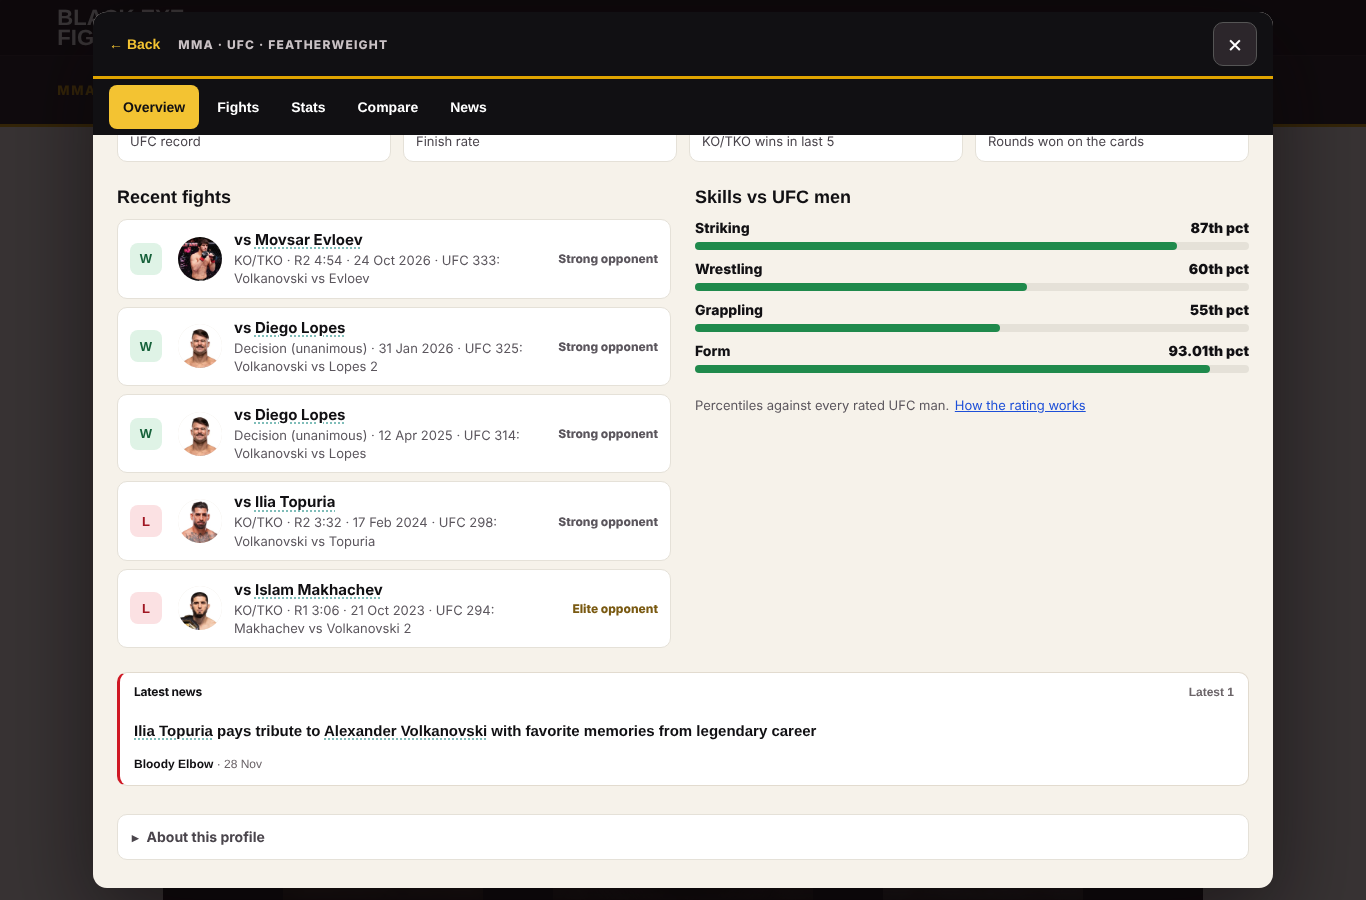 BLACK EYE
FIG
MMA
← Back
MMA · UFC · FEATHERWEIGHT
×
Overview
Fights
Stats
Compare
News
UFC record
Finish rate
KO/TKO wins in last 5
Rounds won on the cards
Recent fights
W
vs Movsar Evloev
KO/TKO · R2 4:54 · 24 Oct 2026 · UFC 333:
Volkanovski vs Evloev
Strong opponent
W
vs Diego Lopes
Decision (unanimous) · 31 Jan 2026 · UFC 325:
Volkanovski vs Lopes 2
Strong opponent
W
vs Diego Lopes
Decision (unanimous) · 12 Apr 2025 · UFC 314:
Volkanovski vs Lopes
Strong opponent
L
vs Ilia Topuria
KO/TKO · R2 3:32 · 17 Feb 2024 · UFC 298:
Volkanovski vs Topuria
Strong opponent
L
vs Islam Makhachev
KO/TKO · R1 3:06 · 21 Oct 2023 · UFC 294:
Makhachev vs Volkanovski 2
Elite opponent
Skills vs UFC men
Striking 87th pct
Wrestling 60th pct
Grappling 55th pct
Form 93.01th pct
Percentiles against every rated UFC man. How the rating works
Latest news
Latest 1
Ilia Topuria pays tribute to Alexander Volkanovski with favorite memories from legendary career
Bloody Elbow · 28 Nov
▸ About this profile